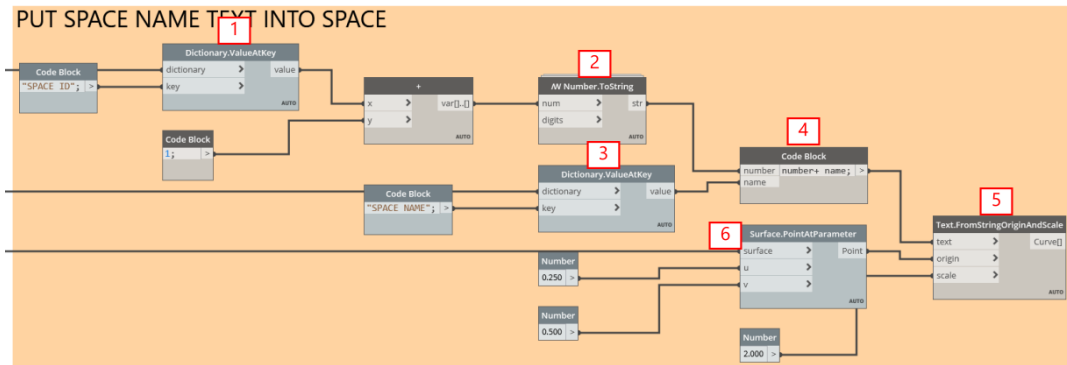 PUT SPACE NAME TEXT INTO SPACE
1
Dictionary.ValueAtKey
dictionary > value
key >
AUTO
Code Block
"SPACE ID"; >
+
x > var[]..[]
y >
AUTO
Code Block
1; >
2
Number.ToString
num > str
digits >
AUTO
3
Dictionary.ValueAtKey
dictionary > value
key >
AUTO
Code Block
"SPACE NAME"; >
4
Code Block
number number+ name; >
name
5
Text.FromStringOriginAndScale
text > Curve[]
origin >
scale >
AUTO
6
Surface.PointAtParameter
surface > Point
u >
v >
AUTO
Number
0.250 >
Number
0.500 >
Number
2.000 >